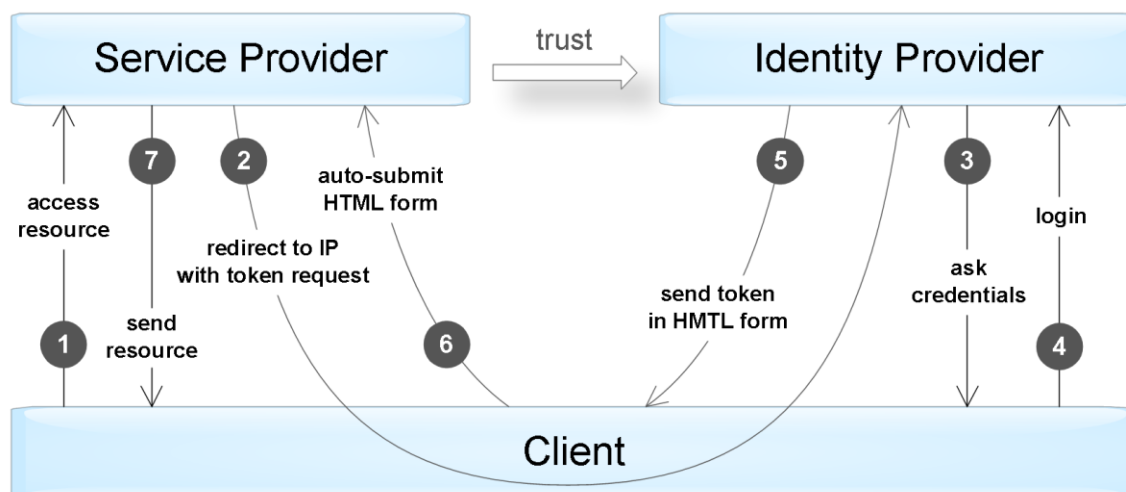 Service Provider
trust
Identity Provider
1
access
resource
7
send
resource
2
redirect to IP
with token request
auto-submit
HTML form
6
5
send token
in HMTL form
3
ask
credentials
login
4
Client